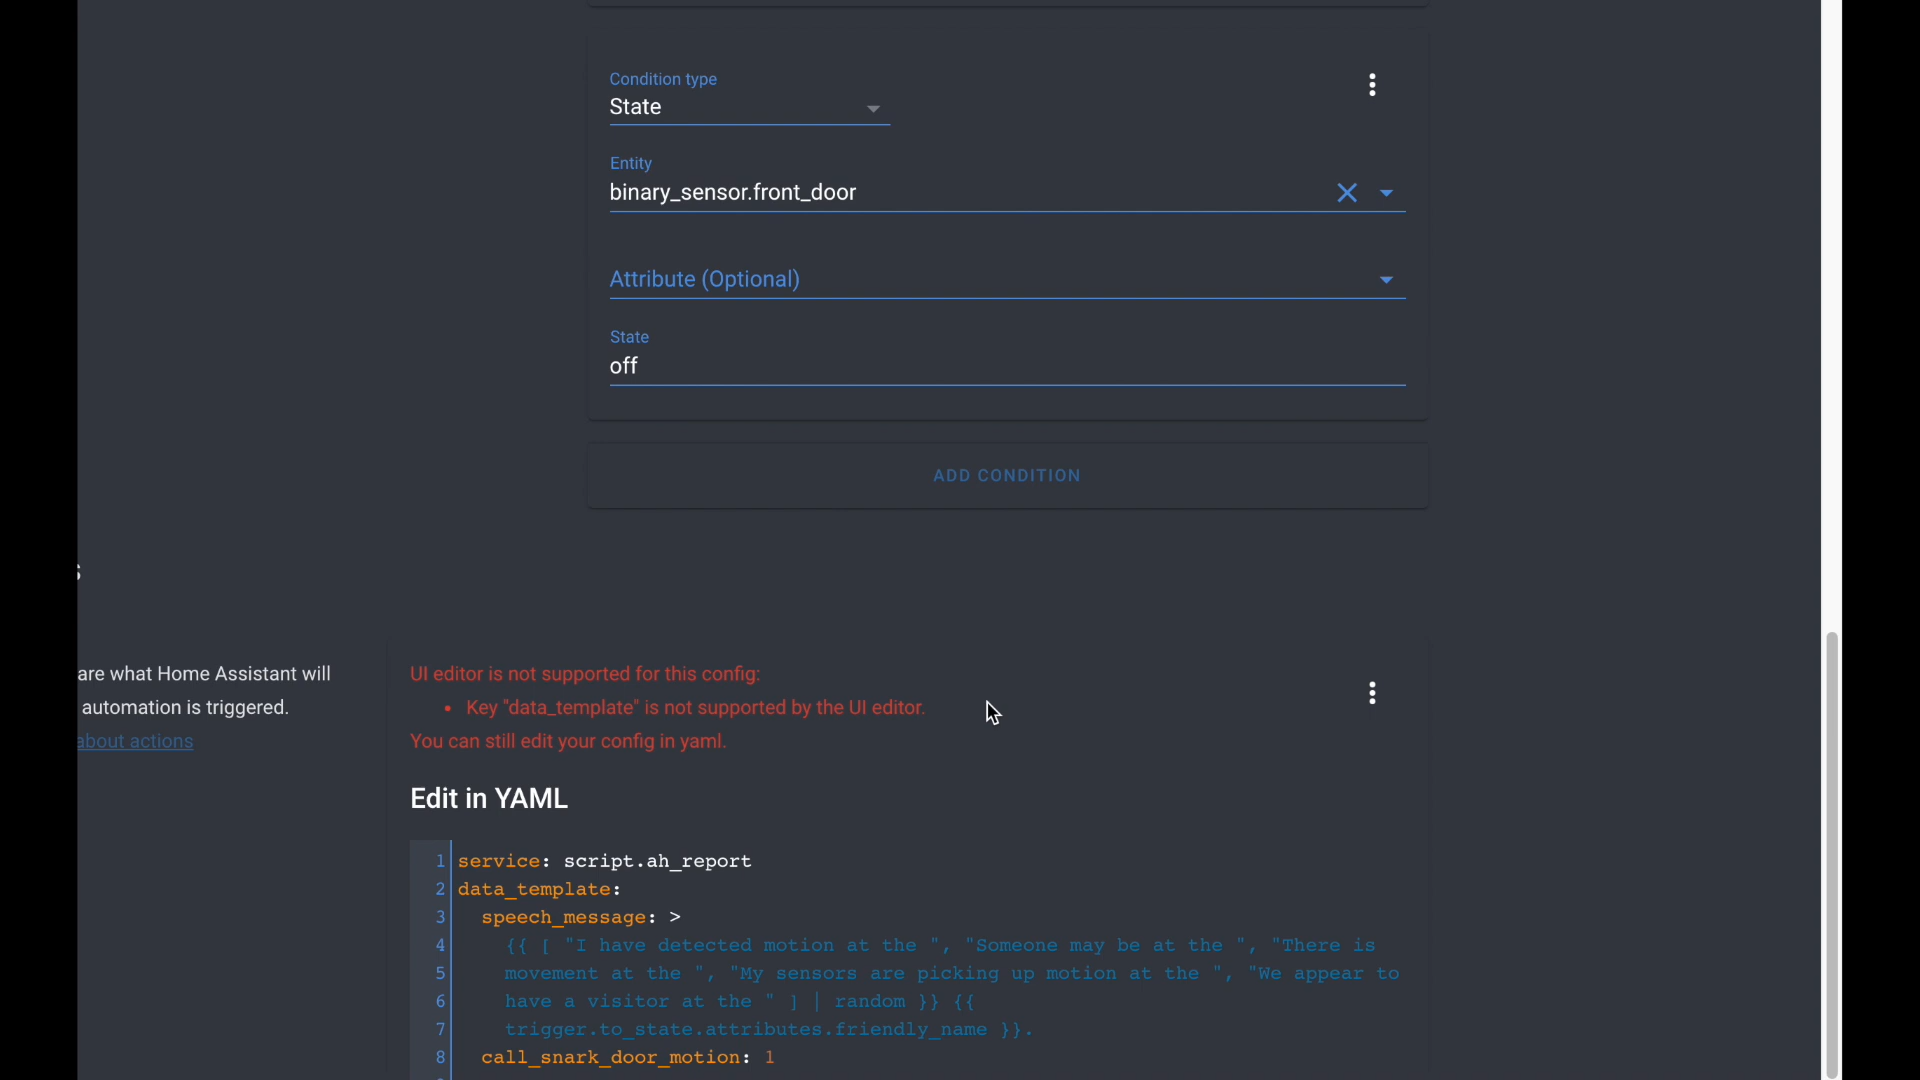 Condition type
State
Entity
binary_sensor.front_door
Attribute (Optional)
State
off
ADD CONDITION
s
are what Home Assistant will
automation is triggered.
about actions
UI editor is not supported for this config:
• Key "data_template" is not supported by the UI editor.
You can still edit your config in yaml.
Edit in YAML
1 service: script.ah_report
2 data_template:
3 speech_message: >
4 {{ [ "I have detected motion at the ", "Someone may be at the ", "There is
5 movement at the ", "My sensors are picking up motion at the ", "We appear to
6 have a visitor at the " ] | random }} {{
7 trigger.to_state.attributes.friendly_name }}.
8 call_snark_door_motion: 1